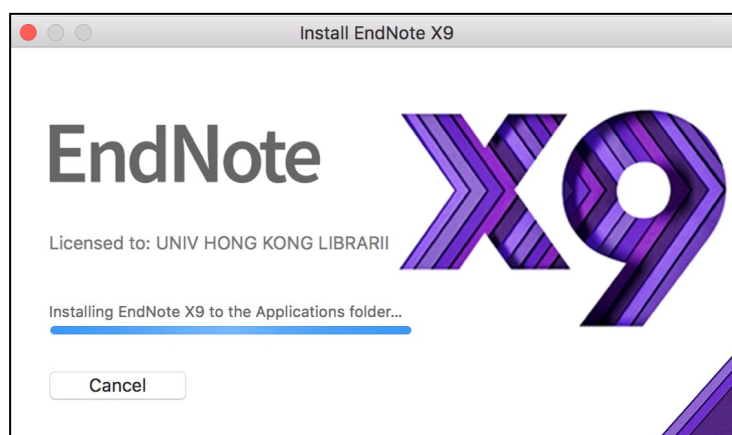 Install EndNote X9
EndNote X9
Licensed to: UNIV HONG KONG LIBRARII
Installing EndNote X9 to the Applications folder...
Cancel